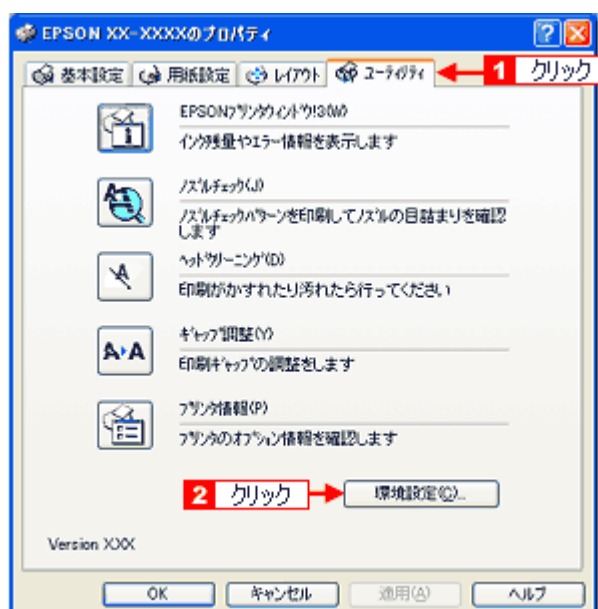 EPSON XX-XXXXのプロパティ
基本設定 用紙設定 レイアウト ユーティリティ 1 クリック
EPSONプリンタウィンドウ!3(W)
インク残量やエラー情報を表示します
ノズルチェック(J)
ノズルチェックパターンを印刷してノズルの目詰まりを確認
します
ヘッドクリーニング(D)
印刷がかすれたり汚れたら行ってください
ギャップ調整(Y)
印刷ギャップの調整をします
プリンタ情報(P)
プリンタのオプション情報を確認します
2 クリック 環境設定(C)...
Version XXX
OK キャンセル 適用(A) ヘルプ